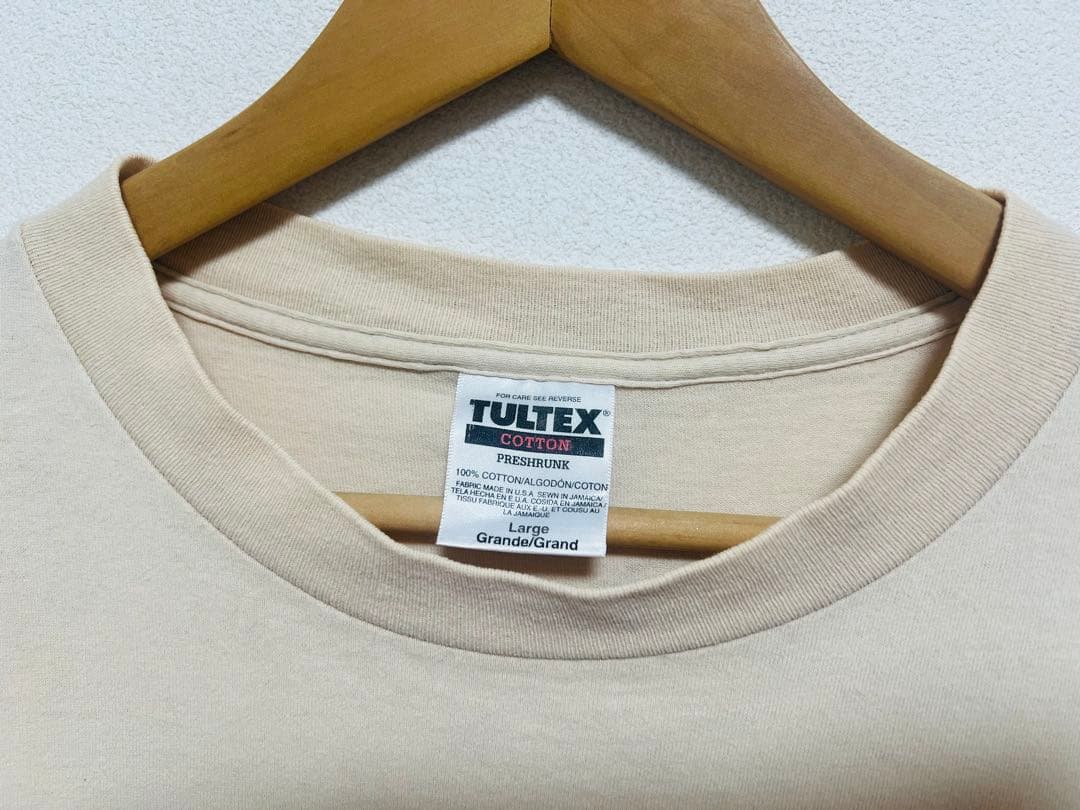 FOR CARE SEE REVERSE
TULTEX®
COTTON
PRESHRUNK
100% COTTON/ALGODÓN/COTON
FABRIC MADE IN U.S.A. SEWN IN JAMAICA/
TELA HECHA EN E.U.A. COSIDA EN JAMAICA/
TISSU FABRIQUE AUX E.-U. ET COUSU AU
LA JAMAIQUE
Large
Grande/Grand